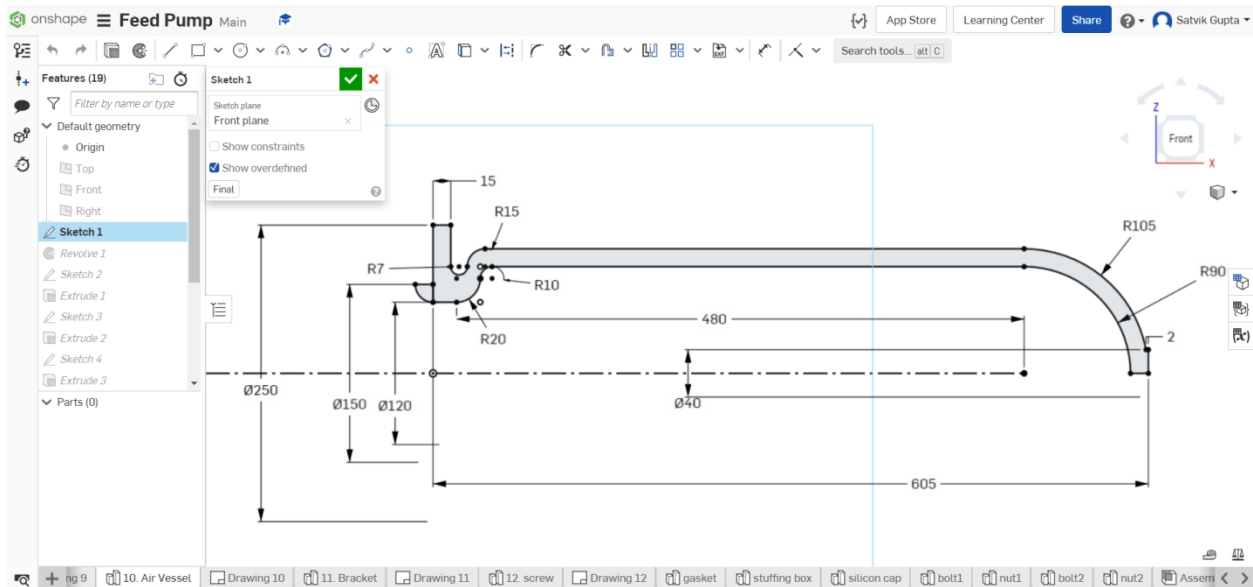 onshape Feed Pump Main App Store Learning Center Share Satvik Gupta
Search tools... alt C
Features (19)
Filter by name or type
Default geometry
Origin
Top
Front
Right
Sketch 1
Revolve 1
Sketch 2
Extrude 1
Sketch 3
Extrude 2
Sketch 4
Extrude 3
Parts (0)
Sketch 1
Sketch plane
Front plane
Show constraints
Show overdefined
Final
Z
Front
X
15
R15
R105
R7
R90
R10
480
R20
2
Ø250
Ø150 Ø120
Ø40
605
ng 9 10. Air Vessel Drawing 10 11. Bracket Drawing 11 12. screw Drawing 12 gasket stuffing box silicon cap bolt1 nut1 bolt2 nut2 Assem